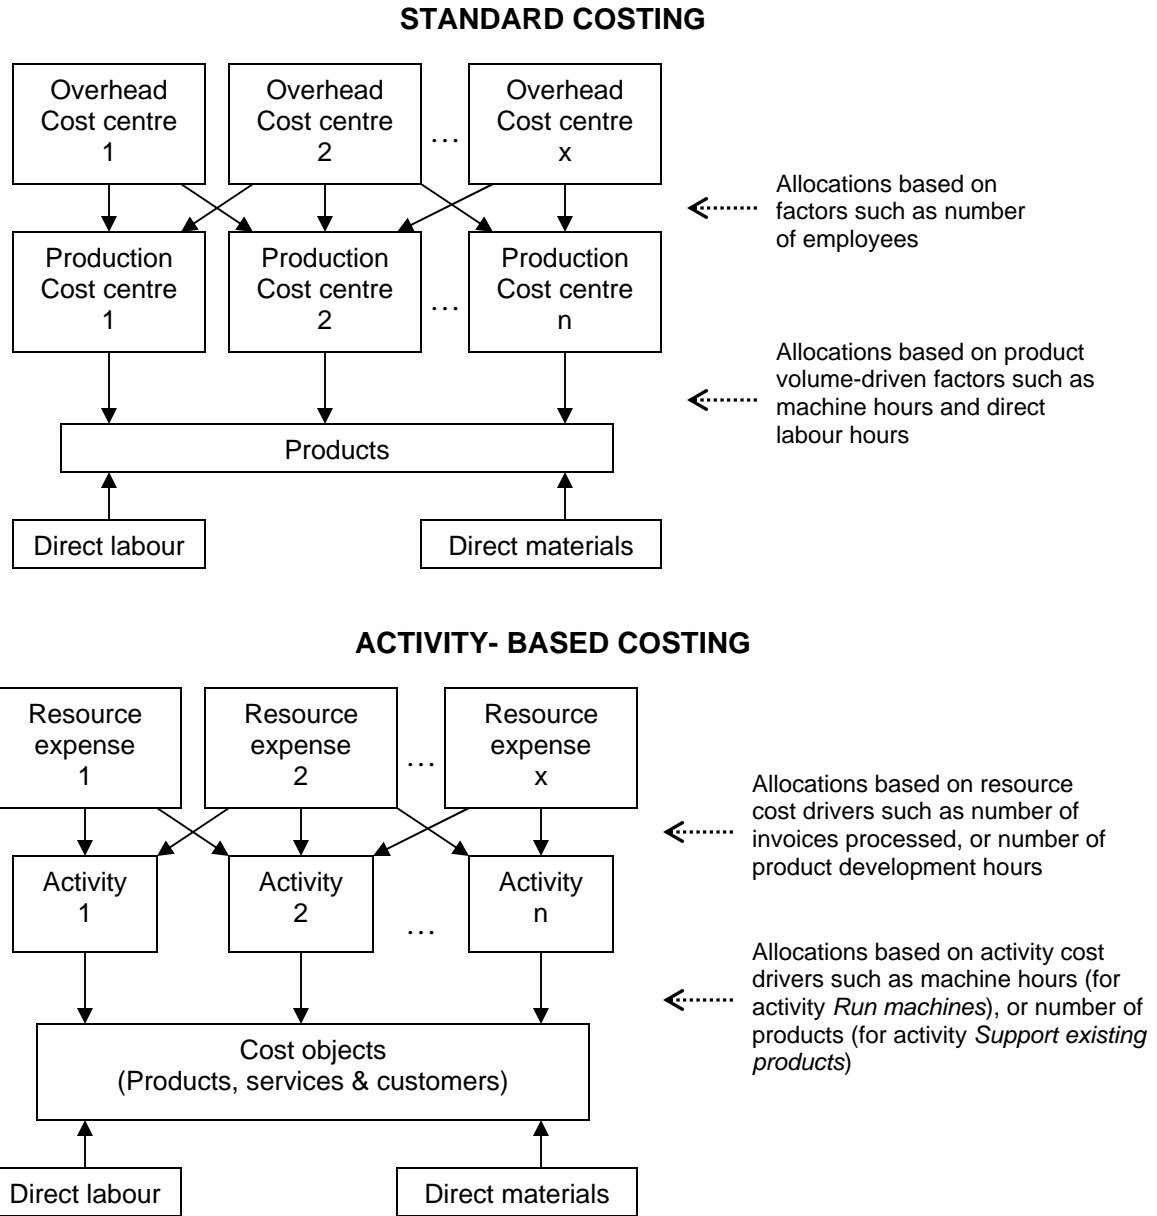 STANDARD COSTING
Overhead
Cost centre
1
Overhead
Cost centre
2
...
Overhead
Cost centre
x
Allocations based on
factors such as number
of employees
Production
Cost centre
1
Production
Cost centre
2
...
Production
Cost centre
n
Allocations based on product
volume-driven factors such as
machine hours and direct
labour hours
Products
Direct labour
Direct materials
ACTIVITY- BASED COSTING
Resource
expense
1
Resource
expense
2
...
Resource
expense
x
Allocations based on resource
cost drivers such as number of
invoices processed, or number of
product development hours
Activity
1
Activity
2
...
Activity
n
Allocations based on activity cost
drivers such as machine hours (for
activity Run machines), or number of
products (for activity Support existing
products)
Cost objects
(Products, services & customers)
Direct labour
Direct materials